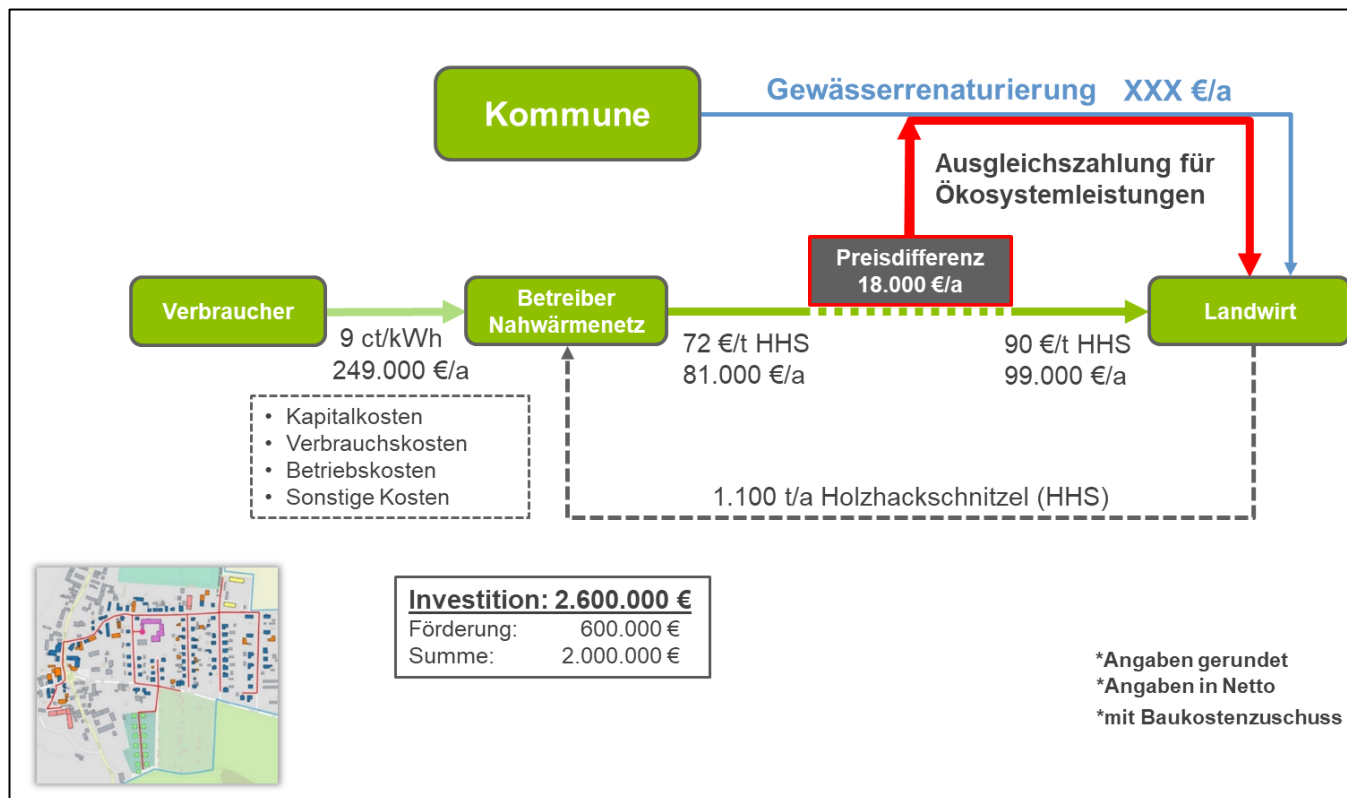 Kommune
Gewässerrenaturierung XXX €/a
Ausgleichszahlung für
Ökosystemleistungen
Preisdifferenz
18.000 €/a
Verbraucher
9 ct/kWh
249.000 €/a
Betreiber
Nahwärmenetz
72 €/t HHS
81.000 €/a
90 €/t HHS
99.000 €/a
Landwirt
• Kapitalkosten
• Verbrauchskosten
• Betriebskosten
• Sonstige Kosten
1.100 t/a Holzhackschnitzel (HHS)
Investition: 2.600.000 €
Förderung: 600.000 €
Summe: 2.000.000 €
*Angaben gerundet
*Angaben in Netto
*mit Baukostenzuschuss